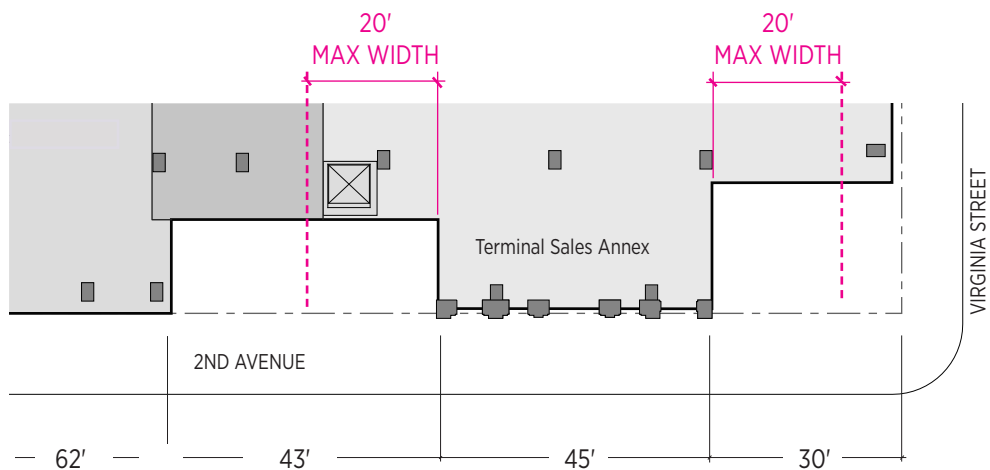 20' 20'
MAX WIDTH MAX WIDTH
Terminal Sales Annex
VIRGINIA STREET
2ND AVENUE
62' 43' 45' 30'